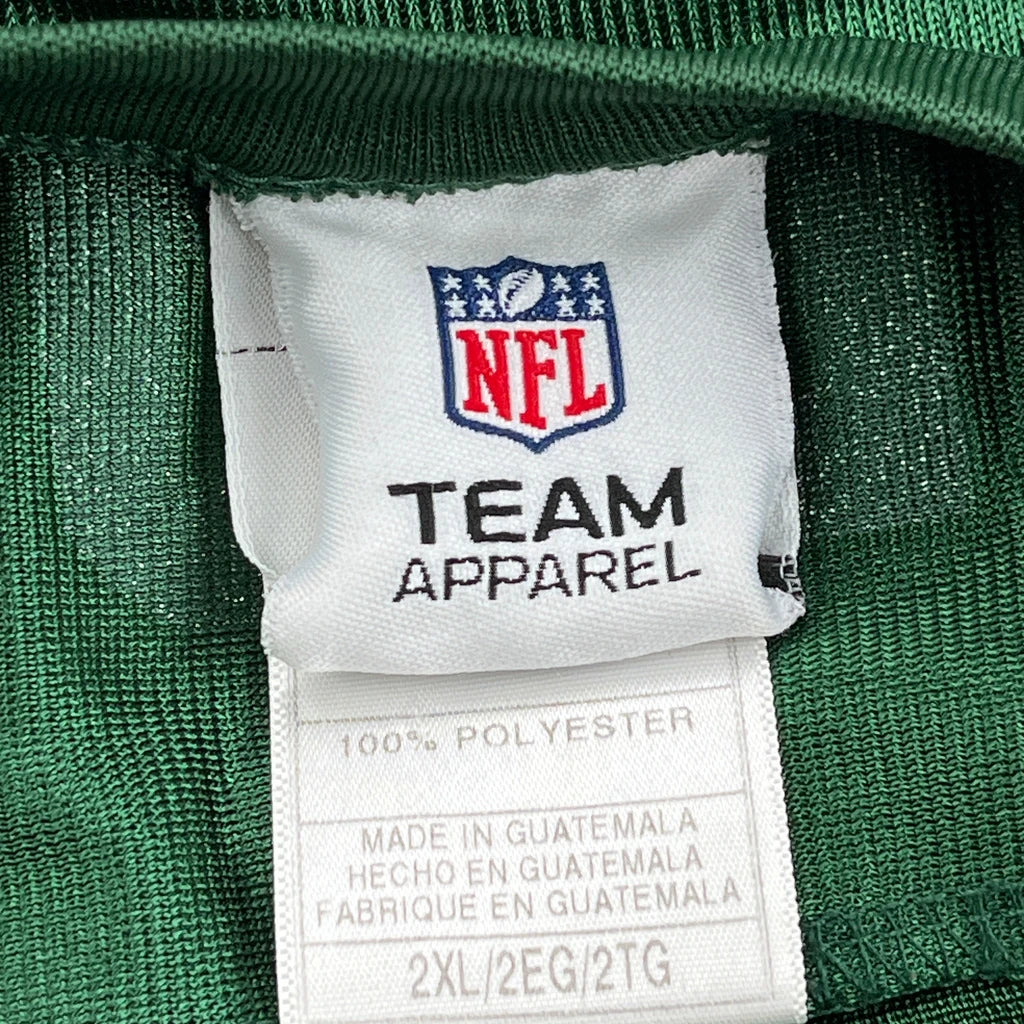 NFL
TEAM
APPAREL
100% POLYESTER
MADE IN GUATEMALA
HECHO EN GUATEMALA
FABRIQUE EN GUATEMALA
2XL/2EG/2TG